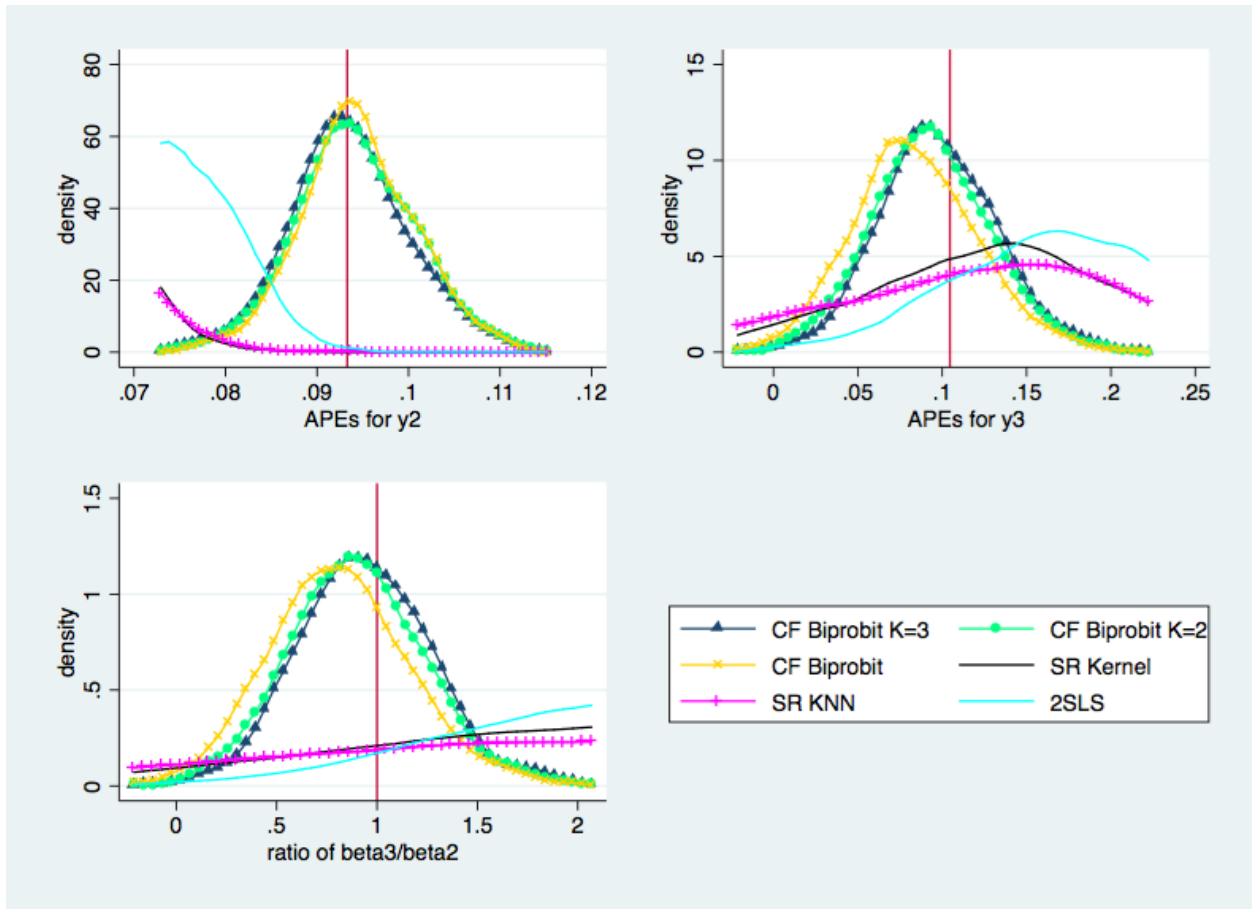 80
60
40
20
0
density
.07 .08 .09 .1 .11 .12
APEs for y2
15
10
5
0
density
0 .05 .1 .15 .2 .25
APEs for y3
1.5
1
.5
0
density
0 .5 1 1.5 2
ratio of beta3/beta2
CF Biprobit K=3 CF Biprobit K=2
CF Biprobit SR Kernel
SR KNN 2SLS